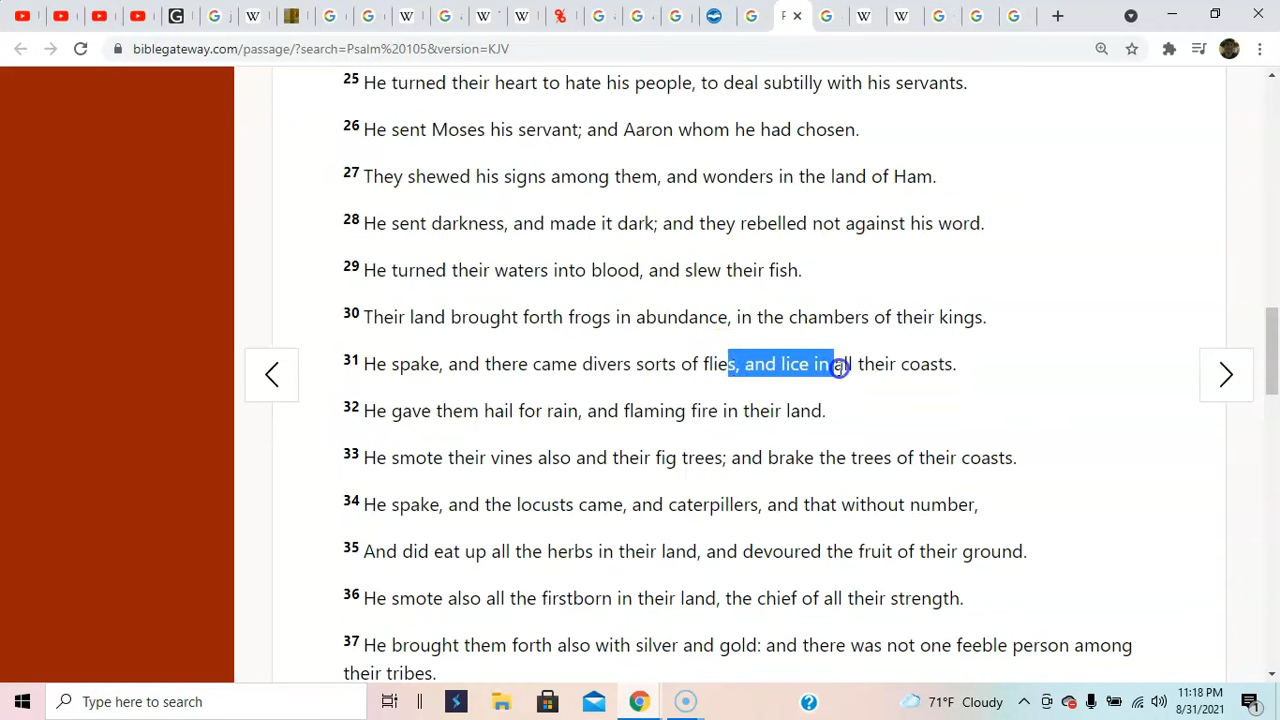 biblegateway.com/passage/?search=Psalm%20105&version=KJV
25 He turned their heart to hate his people, to deal subtilly with his servants.
26 He sent Moses his servant; and Aaron whom he had chosen.
27 They shewed his signs among them, and wonders in the land of Ham.
28 He sent darkness, and made it dark; and they rebelled not against his word.
29 He turned their waters into blood, and slew their fish.
30 Their land brought forth frogs in abundance, in the chambers of their kings.
31 He spake, and there came divers sorts of flies, and lice in all their coasts.
32 He gave them hail for rain, and flaming fire in their land.
33 He smote their vines also and their fig trees; and brake the trees of their coasts.
34 He spake, and the locusts came, and caterpillers, and that without number,
35 And did eat up all the herbs in their land, and devoured the fruit of their ground.
36 He smote also all the firstborn in their land, the chief of all their strength.
37 He brought them forth also with silver and gold: and there was not one feeble person among
their tribes.
Type here to search
71°F Cloudy
11:18 PM
8/31/2021